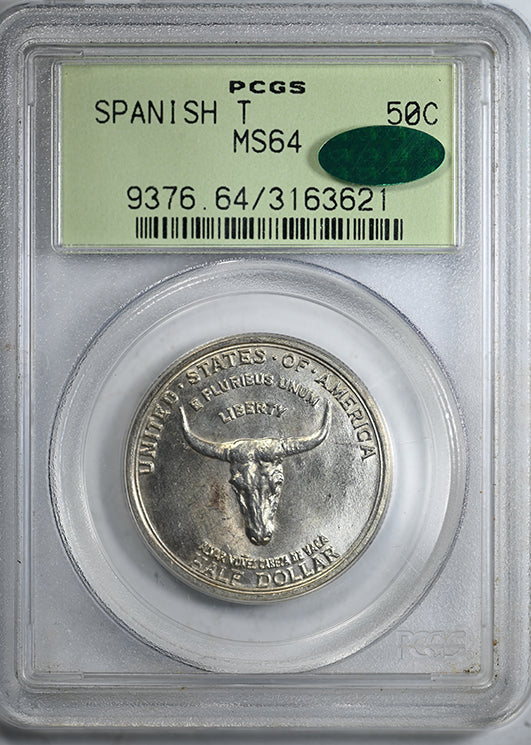 PCGS
SPANISH T 50C
MS64
9376.64/3163621
UNITED·STATES·OF·AMERICA
E PLURIBUS UNUM
LIBERTY
ALVAR NUNEZ CABEZA DE VACA
HALF DOLLAR
PCGS